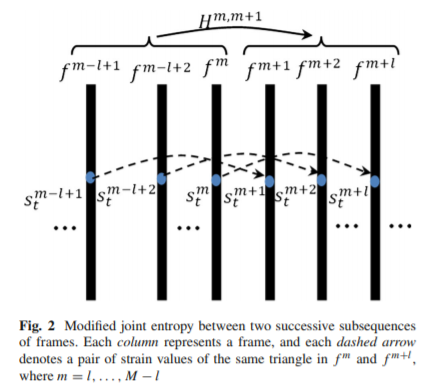 H^{m,m+1}
f^{m-l+1} f^{m-l+2} f^m f^{m+1} f^{m+2} f^{m+l}
s_t^{m-l+1} s_t^{m-l+2} s_t^m s_t^{m+1} s_t^{m+2} s_t^{m+l}
... ... ... ...
Fig. 2 Modified joint entropy between two successive subsequences
of frames. Each column represents a frame, and each dashed arrow
denotes a pair of strain values of the same triangle in f^m and f^{m+l},
where m = l, . . . , M − l